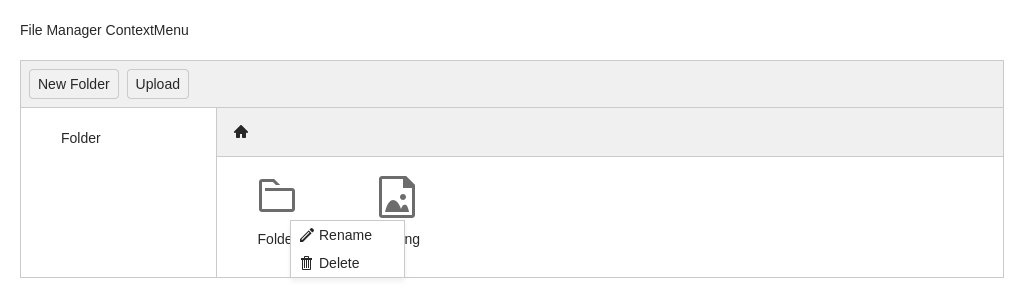 File Manager ContextMenu
New Folder Upload
Folder
Rename
Delete